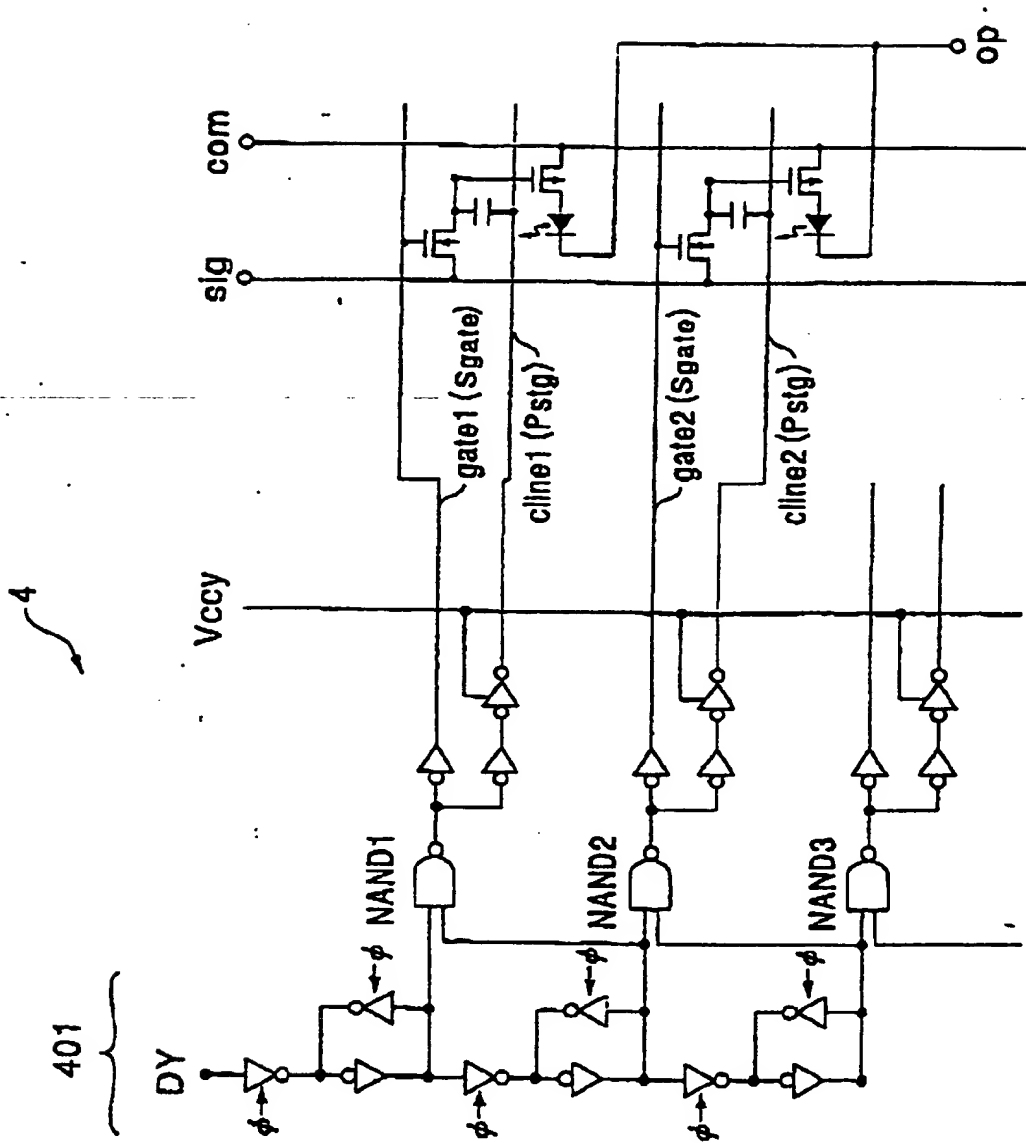 4
401
DY
Vccy
sig
com
op
φ
φ
φ
φ
φ
φ
NAND1
NAND2
NAND3
gate1 (Sgate)
cline1 (Pstg)
gate2 (Sgate)
cline2 (Pstg)